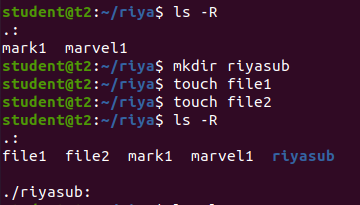 student@t2:~/riya$ ls -R
.:
mark1  marvel1
student@t2:~/riya$ mkdir riyasub
student@t2:~/riya$ touch file1
student@t2:~/riya$ touch file2
student@t2:~/riya$ ls -R
.:
file1  file2  mark1  marvel1  riyasub

./riyasub: